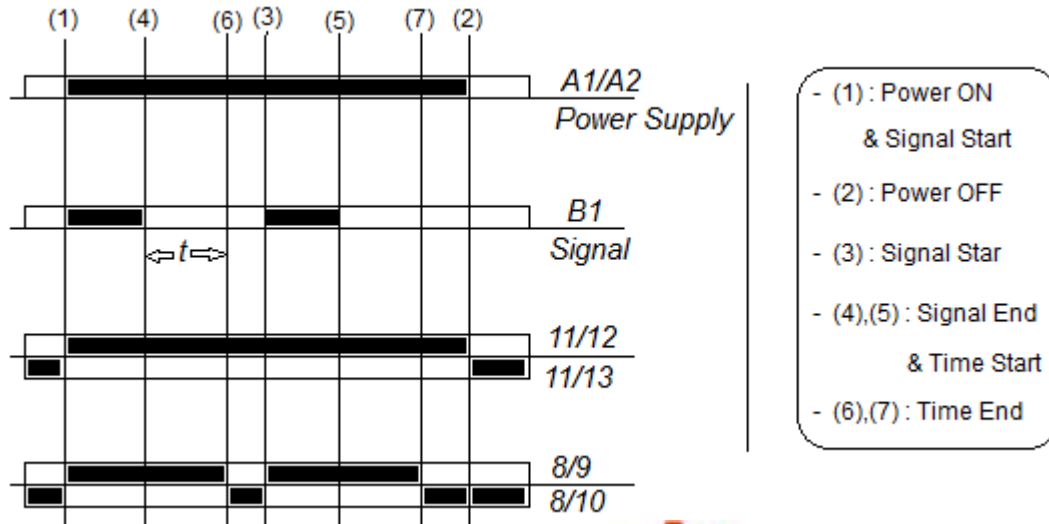 (1) (4) (6) (3) (5) (7) (2)
A1/A2
Power Supply
B1
Signal
t
11/12
11/13
8/9
8/10
- (1) : Power ON
& Signal Start
- (2) : Power OFF
- (3) : Signal Star
- (4),(5) : Signal End
& Time Start
- (6),(7) : Time End